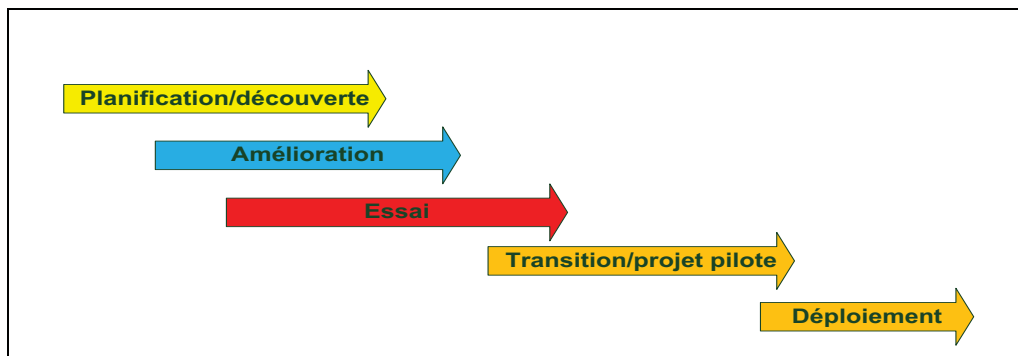 Planification/découverte
Amélioration
Essai
Transition/projet pilote
Déploiement